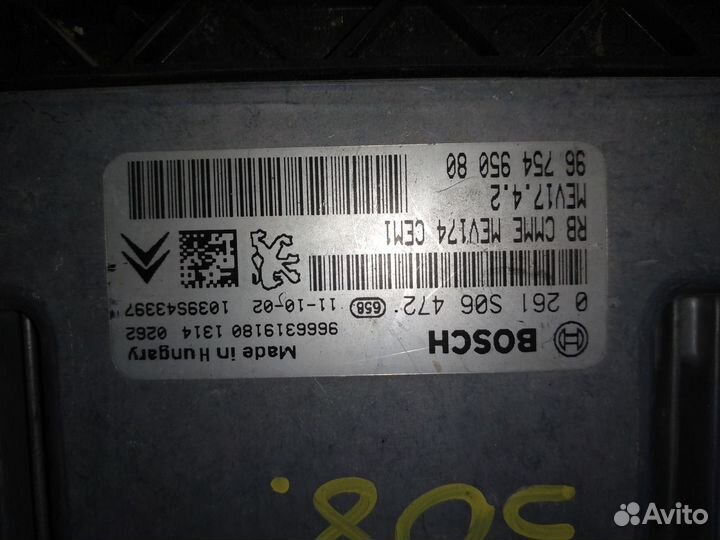 BOSCH
Made in Hungary
0 261 S06 472
9666319180 1314 0262
658 11-10-02 1039S43397
RB CMME MEV174 CEM1
MEV17.4.2
96 754 950 80
508.
Avito